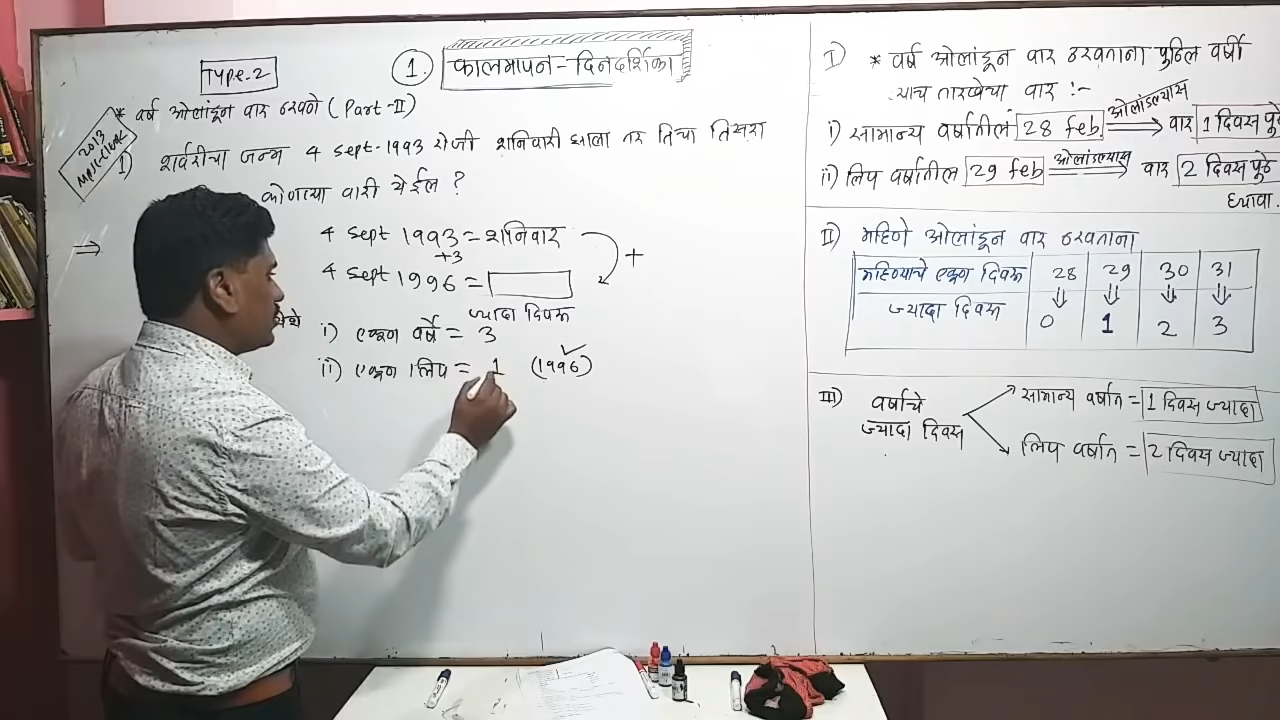 Type-2
1. कालमापन = दिनदर्शिका
* वर्ष ओलांडून वार ठरवणे (Part-II)
2013
1) शर्वरीचा जन्म 4 sept. 1993 रोजी शनिवारी झाला तर तिचा तिसरा
कोणत्या वारी येईल ?
⇒ 4 sept 1993 = शनिवार
+3 +
4 sept 1996 =
ज्यादा दिवस
i) एकूण वर्षे = 3
ii) एकूण लिप = 1 (1996) ✓
I) * वर्ष ओलांडून वार ठरवताना पुढिल वर्षी
त्याच तारखेचा वार :-
i) सामान्य वर्षातील 28 feb ओलांडल्यास ⇒ वार 1 दिवस पुढे
ii) लिप वर्षातील 29 feb ओलांडल्यास ⇒ वार 2 दिवस पुढे
घ्यावा.
II) महिने ओलांडून वार ठरवताना
महिन्याचे एकूण दिवस 28 29 30 31
ज्यादा दिवस 0 1 2 3
III) वर्षाचे ज्यादा दिवस
सामान्य वर्षात = 1 दिवस ज्यादा
लिप वर्षात = 2 दिवस ज्यादा